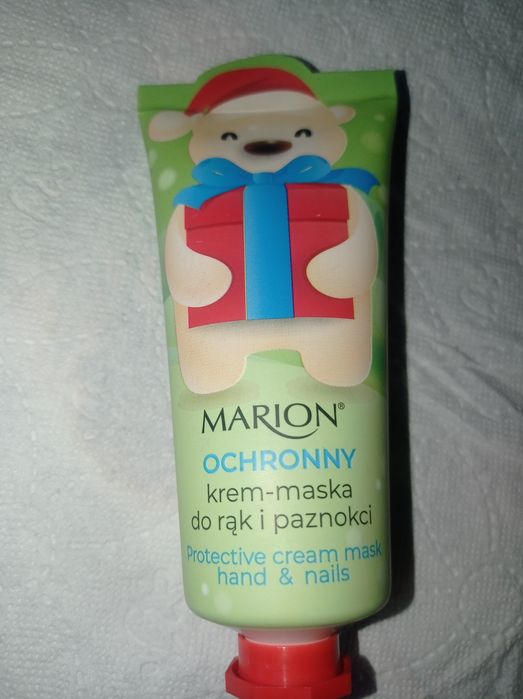 MARION®
OCHRONNY
krem-maska
do rąk i paznokci
Protective cream mask
hand & nails